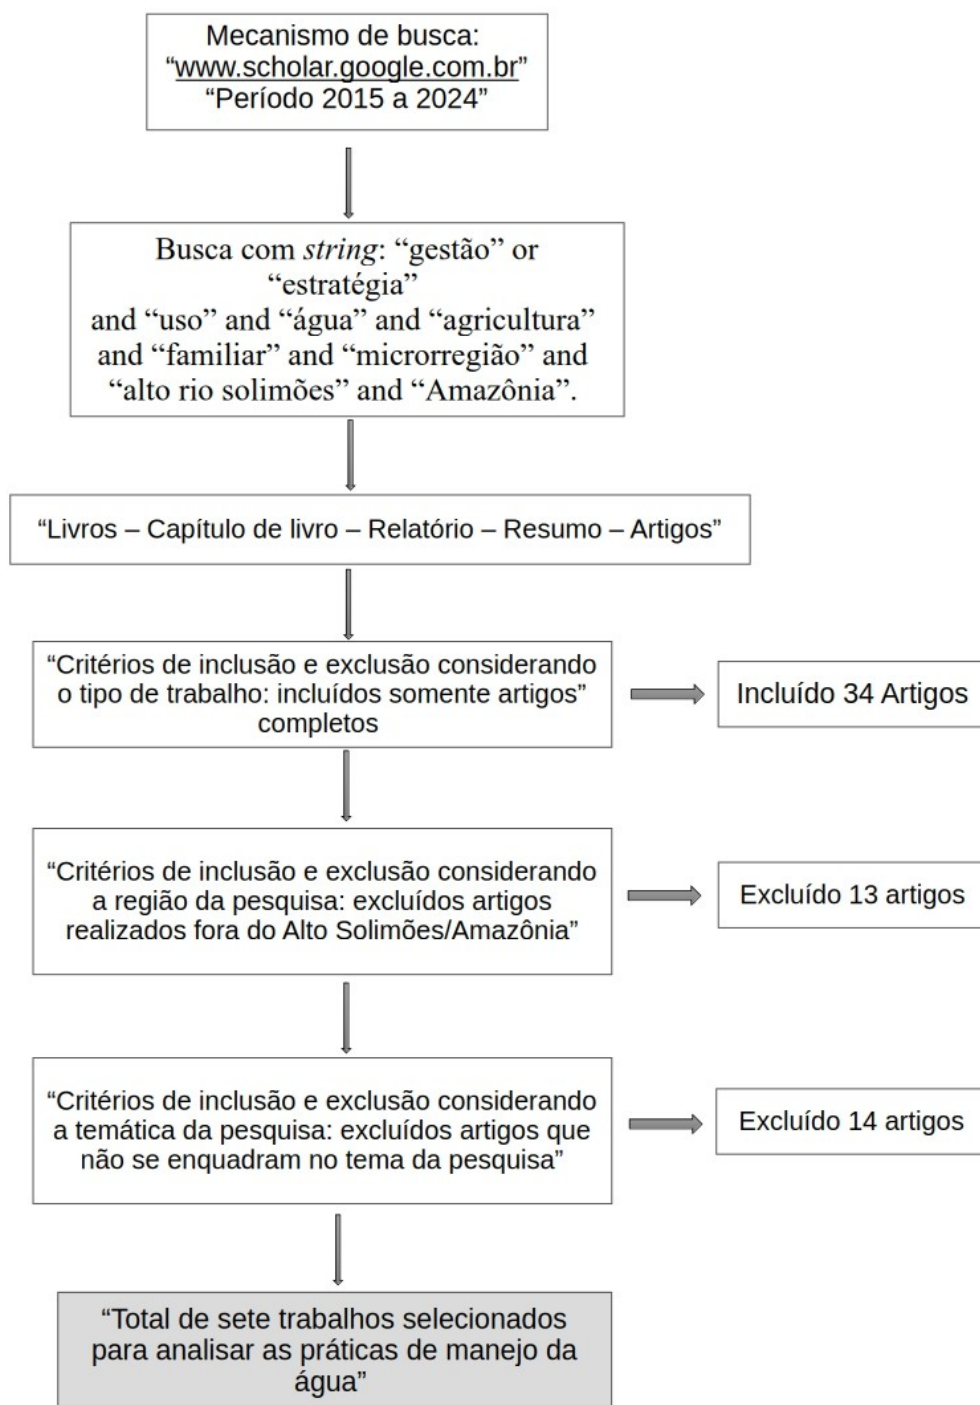 Mecanismo de busca:
“www.scholar.google.com.br”
“Período 2015 a 2024”
Busca com string: “gestão” or
“estratégia”
and “uso” and “água” and “agricultura”
and “familiar” and “microrregião” and
“alto rio solimões” and “Amazônia”.
“Livros – Capítulo de livro – Relatório – Resumo – Artigos”
“Critérios de inclusão e exclusão considerando
o tipo de trabalho: incluídos somente artigos”
completos
Incluído 34 Artigos
“Critérios de inclusão e exclusão considerando
a região da pesquisa: excluídos artigos
realizados fora do Alto Solimões/Amazônia”
Excluído 13 artigos
“Critérios de inclusão e exclusão considerando
a temática da pesquisa: excluídos artigos que
não se enquadram no tema da pesquisa”
Excluído 14 artigos
“Total de sete trabalhos selecionados
para analisar as práticas de manejo da
água”